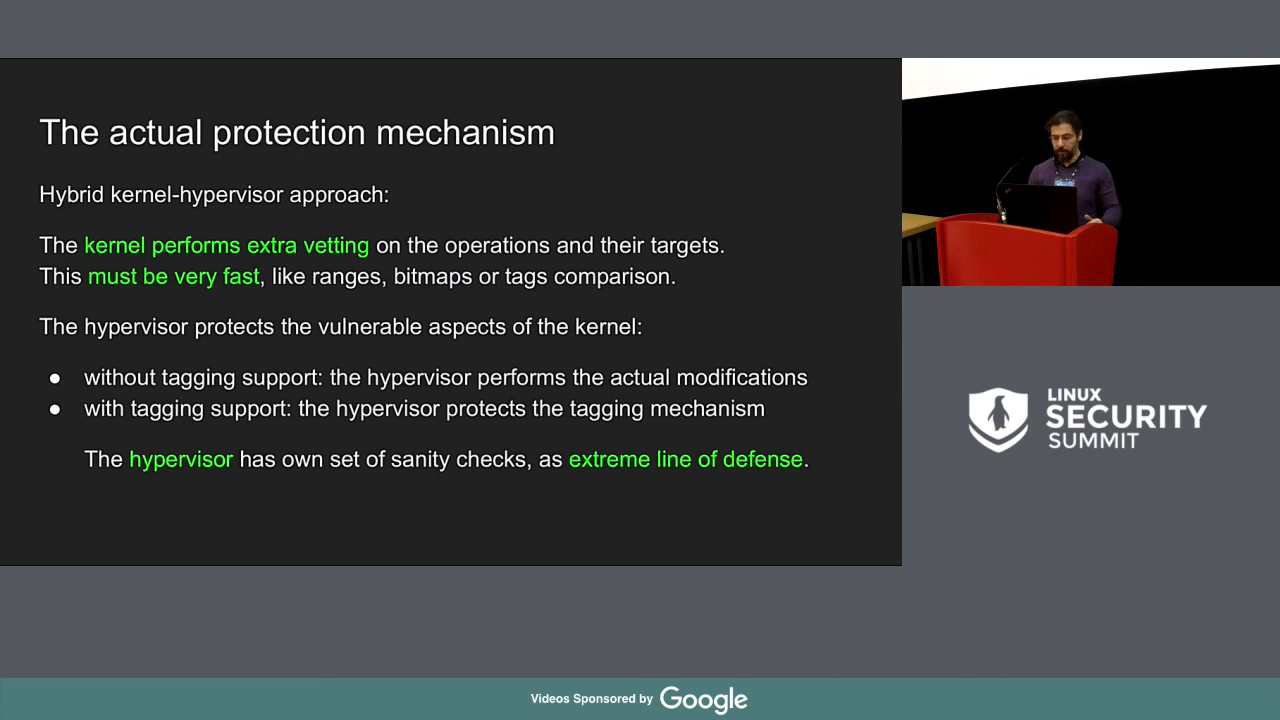 The actual protection mechanism
Hybrid kernel-hypervisor approach:
The kernel performs extra vetting on the operations and their targets.
This must be very fast, like ranges, bitmaps or tags comparison.
The hypervisor protects the vulnerable aspects of the kernel:
● without tagging support: the hypervisor performs the actual modifications
● with tagging support: the hypervisor protects the tagging mechanism
The hypervisor has own set of sanity checks, as extreme line of defense.
LINUX
SECURITY
SUMMIT
Videos Sponsored by Google